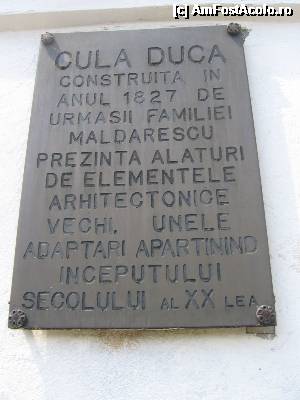 (c) AmFostAcolo.ro
CULA DUCA
CONSTRUITA IN
ANUL 1827 DE
URMASII FAMILIEI
MALDARESCU
PREZINTA ALATURI
DE ELEMENTELE
ARHITECTONICE
VECHI, UNELE
ADAPTARI APARTININD
INCEPUTULUI
SECOLULUI AL XX LEA